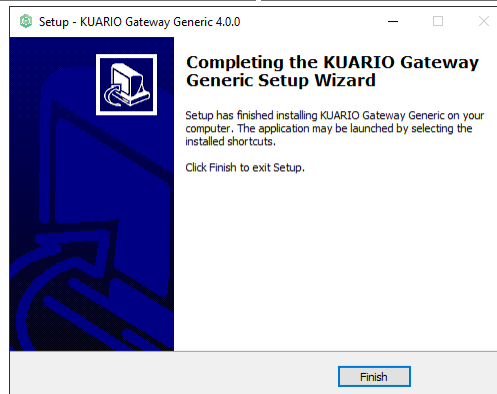 Setup - KUARIO Gateway Generic 4.0.0
Completing the KUARIO Gateway
Generic Setup Wizard
Setup has finished installing KUARIO Gateway Generic on your
computer. The application may be launched by selecting the
installed shortcuts.
Click Finish to exit Setup.
Finish